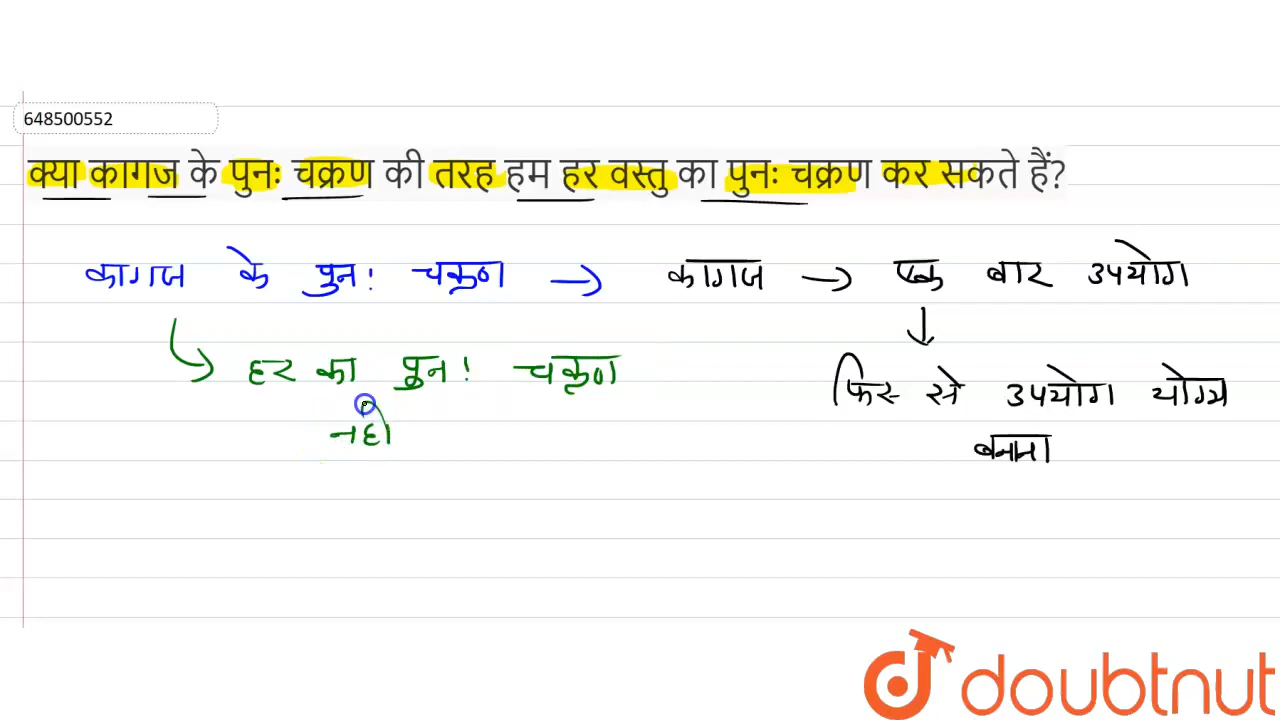 648500552
क्या कागज के पुनः चक्रण की तरह हम हर वस्तु का पुनः चक्रण कर सकते हैं?
कागज के पुन: चक्रण → कागज → एक बार उपयोग
↓
↳ हर का पुन: चक्रण
फिर से उपयोग योग्य
नही
बनाना
doubtnut